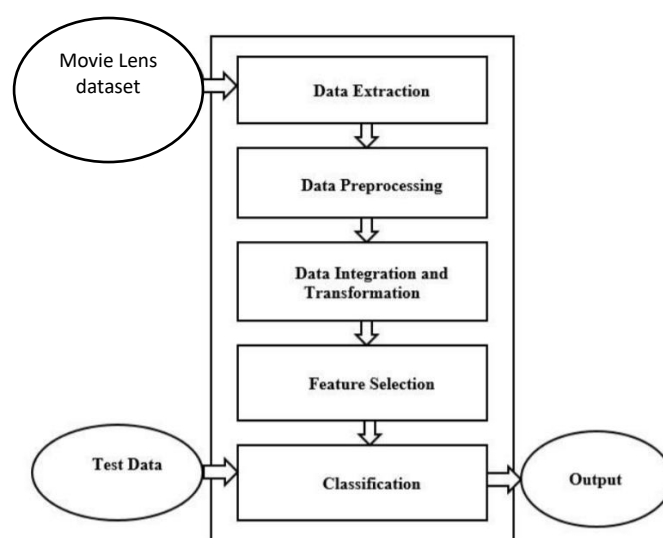 Movie Lens
dataset
Data Extraction
Data Preprocessing
Data Integration and
Transformation
Feature Selection
Test Data
Classification
Output